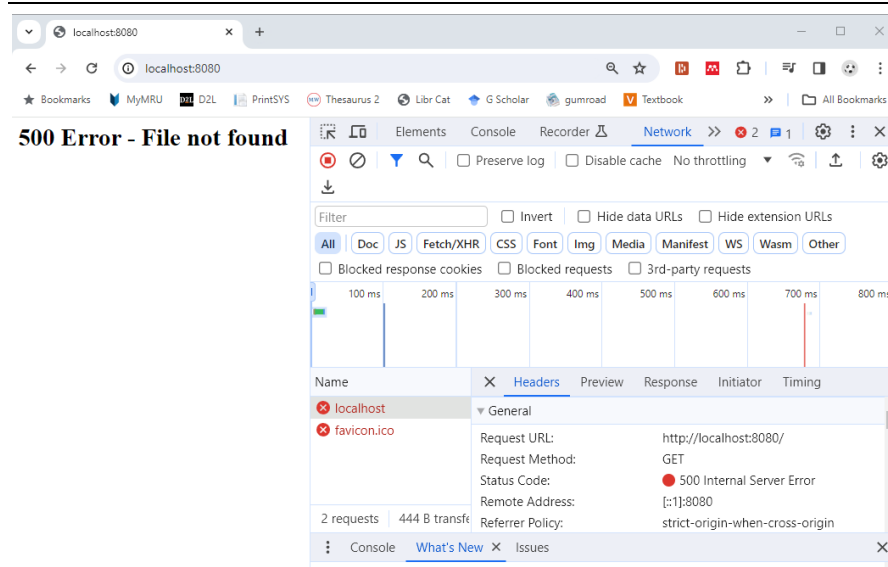 localhost:8080
localhost:8080
Bookmarks MyMRU D2L D2L PrintSYS MW Thesaurus 2 Libr Cat G Scholar gumroad V Textbook » All Bookmarks
500 Error - File not found
Elements Console Recorder Network >> 2 1
Preserve log Disable cache No throttling
Filter Invert Hide data URLs Hide extension URLs
All Doc JS Fetch/XHR CSS Font Img Media Manifest WS Wasm Other
Blocked response cookies Blocked requests 3rd-party requests
100 ms 200 ms 300 ms 400 ms 500 ms 600 ms 700 ms 800 ms
Name Headers Preview Response Initiator Timing
localhost General
favicon.ico
Request URL: http://localhost:8080/
Request Method: GET
Status Code: 500 Internal Server Error
Remote Address: [::1]:8080
2 requests 444 B transfe Referrer Policy: strict-origin-when-cross-origin
Console What's New Issues